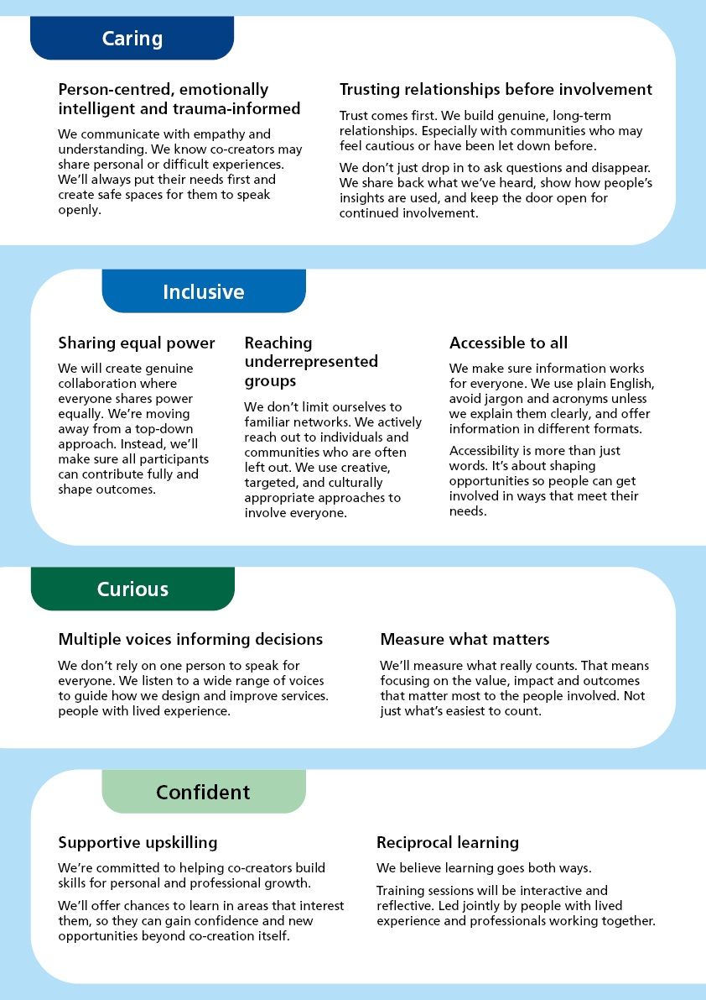 Caring
Person-centred, emotionally
intelligent and trauma-informed
We communicate with empathy and
understanding. We know co-creators may
share personal or difficult experiences.
We'll always put their needs first and
create safe spaces for them to speak
openly.
Trusting relationships before involvement
Trust comes first. We build genuine, long-term
relationships. Especially with communities who may
feel cautious or have been let down before.
We don't just drop in to ask questions and disappear.
We share back what we've heard, show how people's
insights are used, and keep the door open for
continued involvement.
Inclusive
Sharing equal power
We will create genuine
collaboration where
everyone shares power
equally. We're moving
away from a top-down
approach. Instead, we'll
make sure all participants
can contribute fully and
shape outcomes.
Reaching
underrepresented
groups
We don't limit ourselves to
familiar networks. We actively
reach out to individuals and
communities who are often
left out. We use creative,
targeted, and culturally
appropriate approaches to
involve everyone.
Accessible to all
We make sure information works
for everyone. We use plain English,
avoid jargon and acronyms unless
we explain them clearly, and offer
information in different formats.
Accessibility is more than just
words. It's about shaping
opportunities so people can get
involved in ways that meet their
needs.
Curious
Multiple voices informing decisions
We don't rely on one person to speak for
everyone. We listen to a wide range of voices
to guide how we design and improve services.
people with lived experience.
Measure what matters
We'll measure what really counts. That means
focusing on the value, impact and outcomes
that matter most to the people involved. Not
just what's easiest to count.
Confident
Supportive upskilling
We're committed to helping co-creators build
skills for personal and professional growth.
We'll offer chances to learn in areas that interest
them, so they can gain confidence and new
opportunities beyond co-creation itself.
Reciprocal learning
We believe learning goes both ways.
Training sessions will be interactive and
reflective. Led jointly by people with lived
experience and professionals working together.